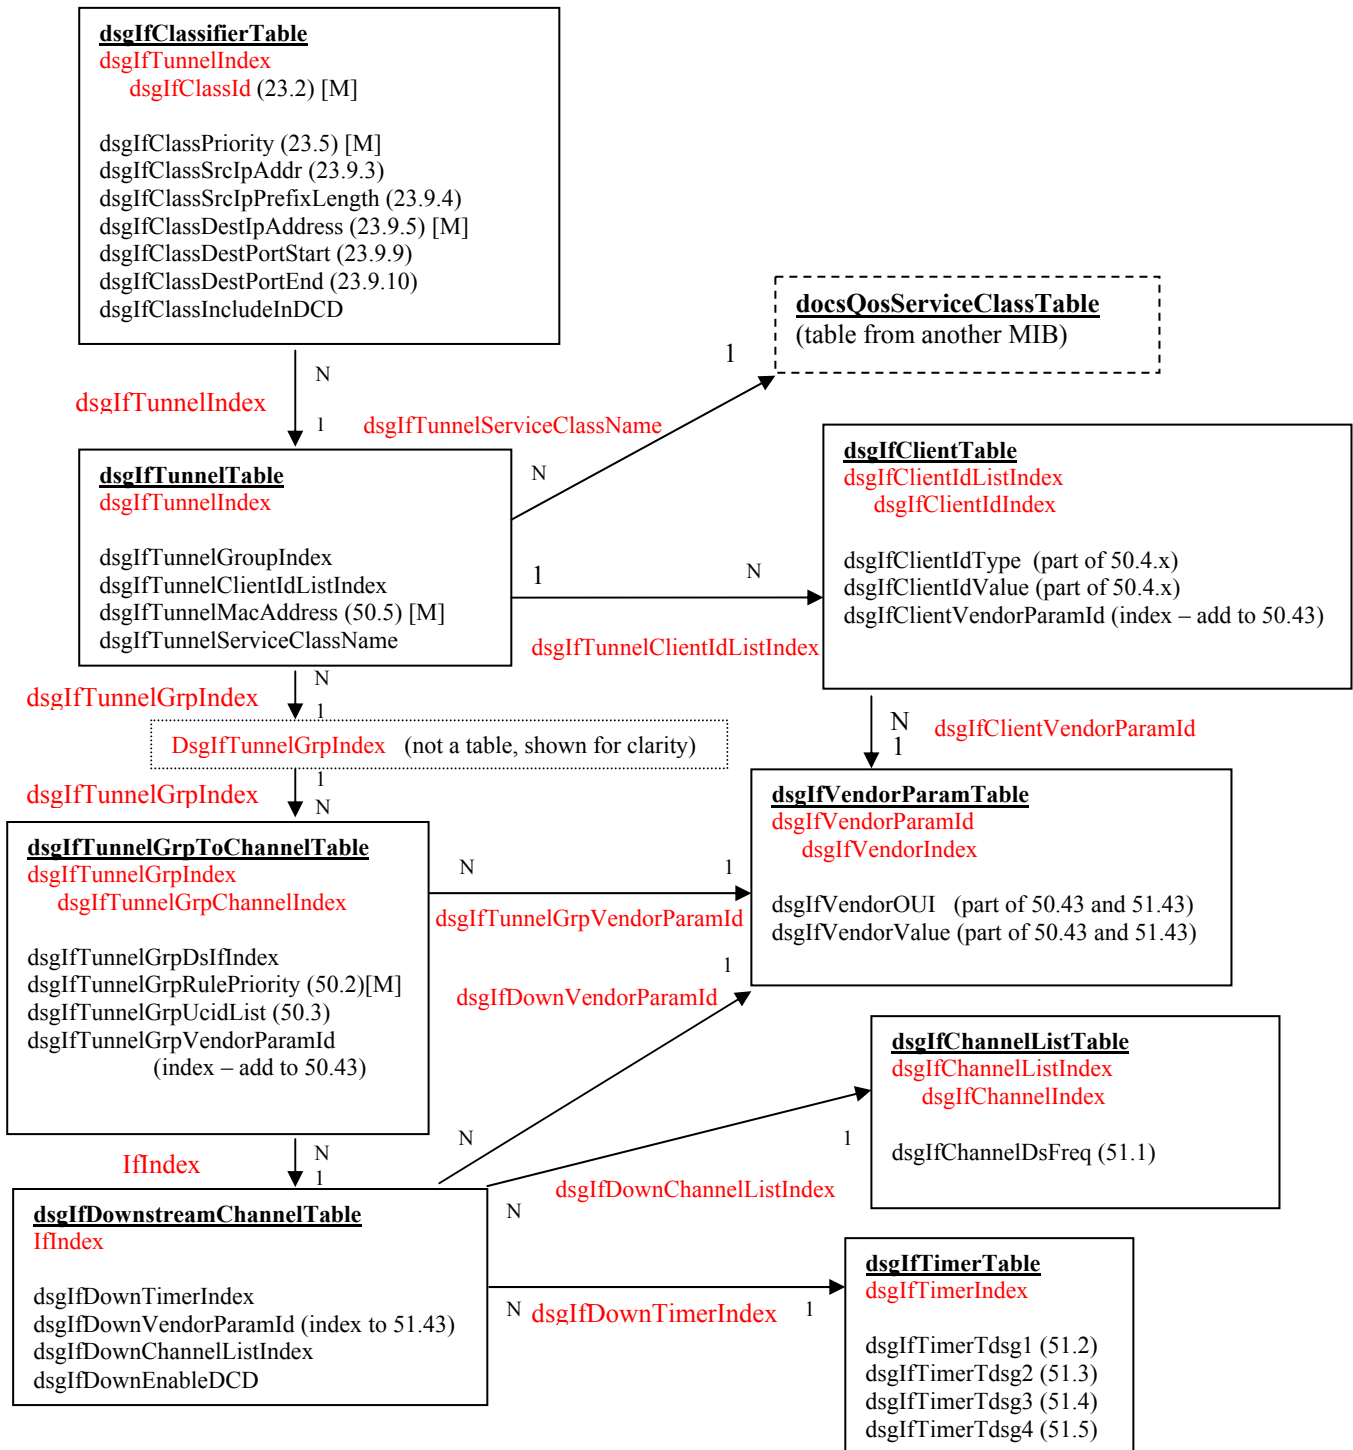 dsgIfClassifierTable
dsgIfTunnelIndex
dsgIfClassId (23.2) [M]
dsgIfClassPriority (23.5) [M]
dsgIfClassSrcIpAddr (23.9.3)
dsgIfClassSrcIpPrefixLength (23.9.4)
dsgIfClassDestIpAddress (23.9.5) [M]
dsgIfClassDestPortStart (23.9.9)
dsgIfClassDestPortEnd (23.9.10)
dsgIfClassIncludeInDCD
docsQosServiceClassTable
(table from another MIB)
1
N
dsgIfTunnelIndex
1
dsgIfTunnelServiceClassName
N
dsgIfTunnelTable
dsgIfTunnelIndex
dsgIfTunnelGroupIndex
dsgIfTunnelClientIdListIndex
dsgIfTunnelMacAddress (50.5) [M]
dsgIfTunnelServiceClassName
1
N
dsgIfTunnelClientIdListIndex
dsgIfClientTable
dsgIfClientIdListIndex
dsgIfClientIdIndex
dsgIfClientIdType (part of 50.4.x)
dsgIfClientIdValue (part of 50.4.x)
dsgIfClientVendorParamId (index – add to 50.43)
N
dsgIfTunnelGrpIndex
1
DsgIfTunnelGrpIndex (not a table, shown for clarity)
1
dsgIfTunnelGrpIndex
N
N
1
dsgIfClientVendorParamId
dsgIfVendorParamTable
dsgIfVendorParamId
dsgIfVendorIndex
dsgIfVendorOUI (part of 50.43 and 51.43)
dsgIfVendorValue (part of 50.43 and 51.43)
dsgIfTunnelGrpToChannelTable
dsgIfTunnelGrpIndex
dsgIfTunnelGrpChannelIndex
dsgIfTunnelGrpDsIfIndex
dsgIfTunnelGrpRulePriority (50.2)[M]
dsgIfTunnelGrpUcidList (50.3)
dsgIfTunnelGrpVendorParamId
(index – add to 50.43)
N
1
dsgIfTunnelGrpVendorParamId
1
dsgIfDownVendorParamId
N
dsgIfChannelListTable
dsgIfChannelListIndex
dsgIfChannelIndex
dsgIfChannelDsFreq (51.1)
1
dsgIfDownChannelListIndex
N
N
IfIndex
1
dsgIfDownstreamChannelTable
IfIndex
dsgIfDownTimerIndex
dsgIfDownVendorParamId (index to 51.43)
dsgIfDownChannelListIndex
dsgIfDownEnableDCD
N
dsgIfDownTimerIndex
1
dsgIfTimerTable
dsgIfTimerIndex
dsgIfTimerTdsg1 (51.2)
dsgIfTimerTdsg2 (51.3)
dsgIfTimerTdsg3 (51.4)
dsgIfTimerTdsg4 (51.5)